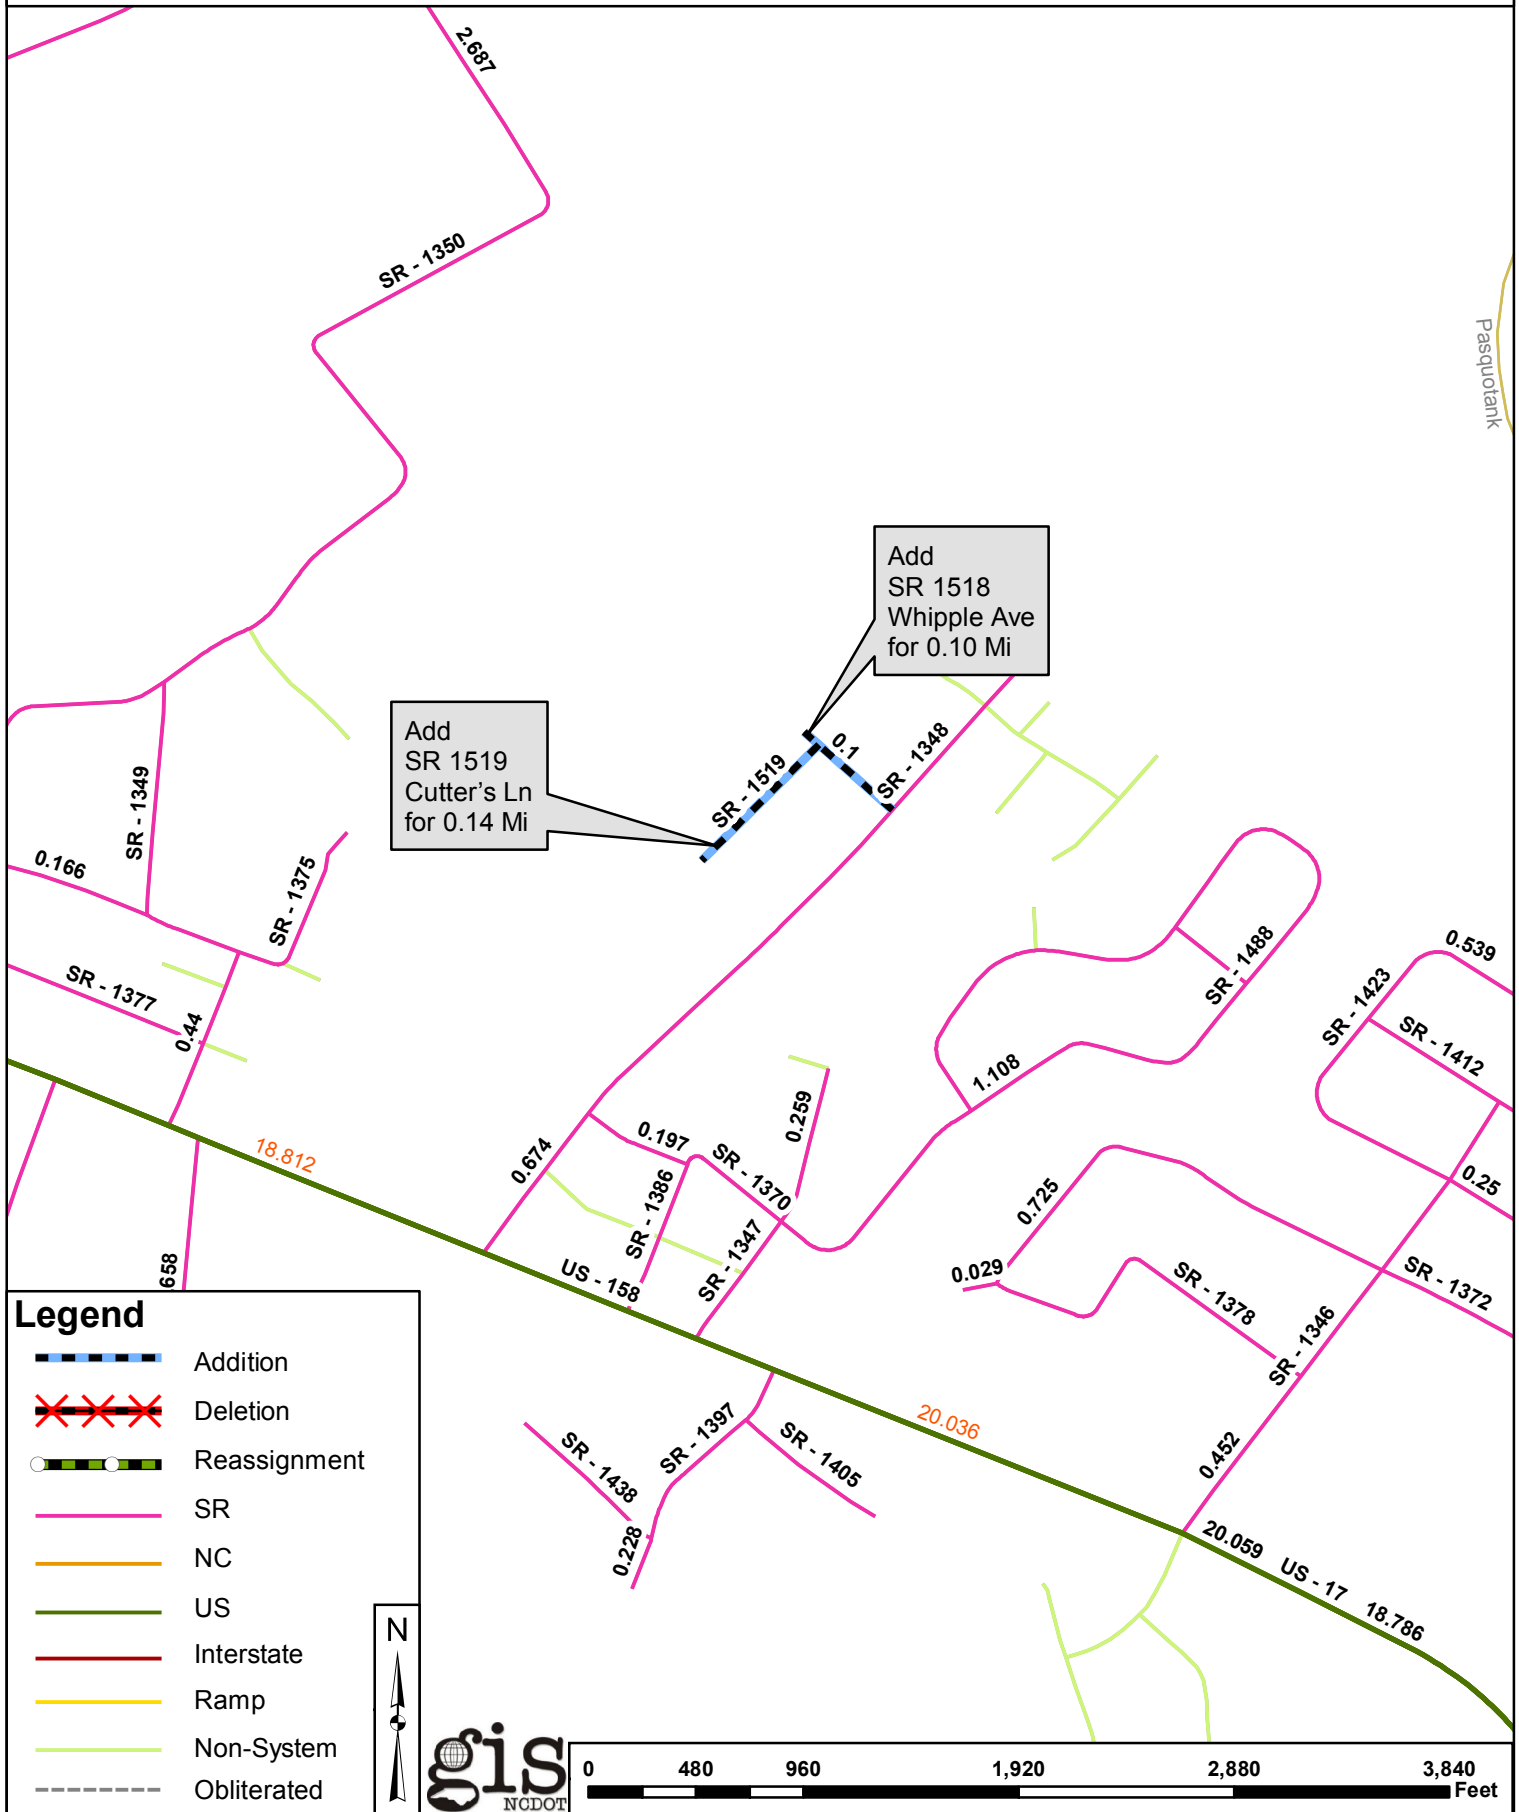 2.687
SR - 1350
Pasquotank
Add
SR 1518
Whipple Ave
for 0.10 Mi
Add
SR 1519
Cutter's Ln
for 0.14 Mi
0.1
SR - 1348
SR - 1519
SR - 1349
0.166
SR - 1375
SR - 1377
0.44
SR - 1488
0.539
SR - 1423
SR - 1412
1.108
0.259
18.812
0.674
0.197
SR - 1370
SR - 1386
SR - 1347
0.725
0.25
0.029
SR - 1378
SR - 1372
SR - 1346
.658
US - 158
20.036
SR - 1438
SR - 1397
SR - 1405
0.228
0.452
20.059 US - 17 18.786
Legend
Addition
Deletion
Reassignment
SR
NC
US
Interstate
Ramp
Non-System
Obliterated
N
gis
NCDOT
0 480 960 1,920 2,880 3,840
Feet